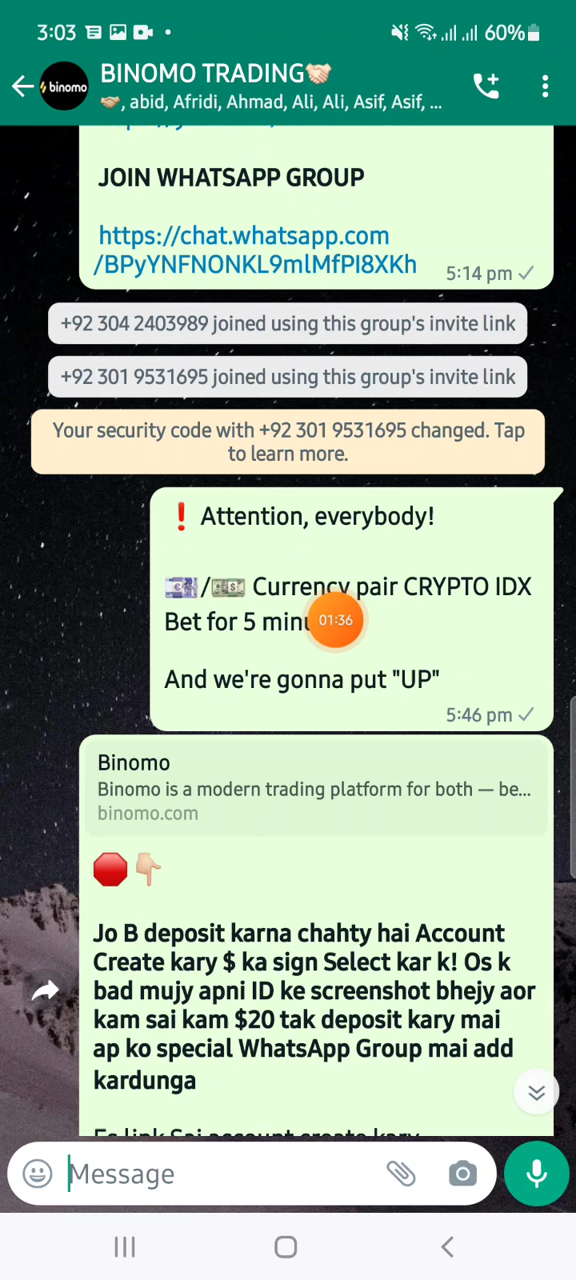 3:03
60%
binomo
BINOMO TRADING🤝
🤝, abid, Afridi, Ahmad, Ali, Ali, Asif, Asif, ...
JOIN WHATSAPP GROUP
https://chat.whatsapp.com
/BPyYNFNONKL9mlMfPI8XKh
5:14 pm
+92 304 2403989 joined using this group's invite link
+92 301 9531695 joined using this group's invite link
Your security code with +92 301 9531695 changed. Tap
to learn more.
❗ Attention, everybody!
💶/💵 Currency pair CRYPTO IDX
Bet for 5
01:36
And we're gonna put "UP"
5:46 pm
Binomo
Binomo is a modern trading platform for both — be...
binomo.com
🛑👇🏻
Jo B deposit karna chahty hai Account
Create kary $ ka sign Select kar k! Os k
bad mujy apni ID ke screenshot bhejy aor
kam sai kam $20 tak deposit kary mai
ap ko special WhatsApp Group mai add
kardunga
Message